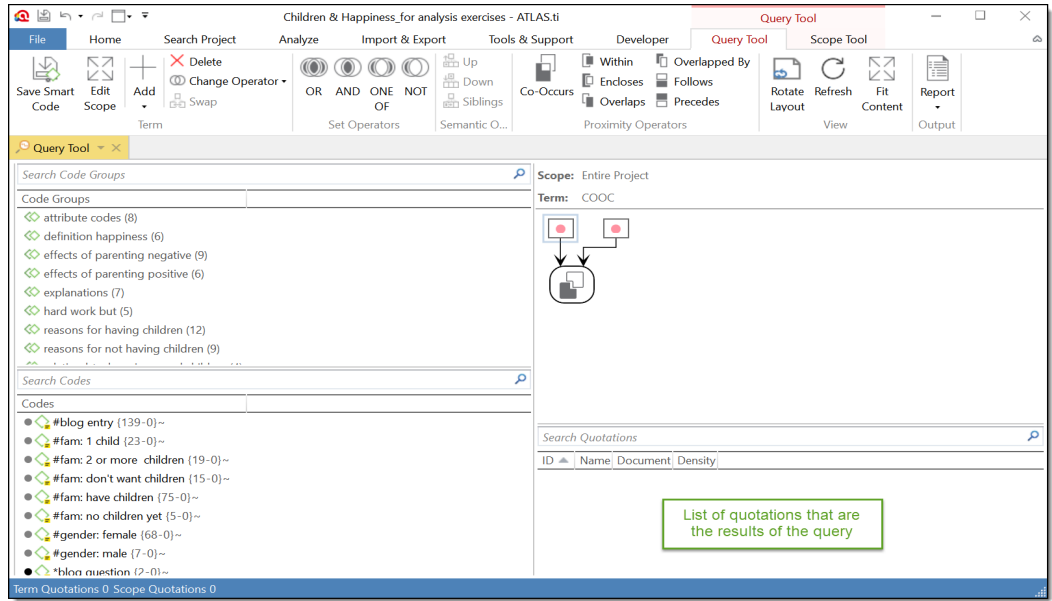 Children & Happiness_for analysis exercises - ATLAS.ti
Query Tool
File Home Search Project Analyze Import & Export Tools & Support Developer Query Tool Scope Tool
Save Smart Code
Edit Scope
Add
Delete
Change Operator
Swap
Term
OR AND ONE OF NOT
Set Operators
Up
Down
Siblings
Semantic O...
Co-Occurs
Within
Encloses
Overlaps
Overlapped By
Follows
Precedes
Proximity Operators
Rotate Layout
Refresh
Fit Content
View
Report
Output
Query Tool
Search Code Groups
Code Groups
attribute codes (8)
definition happiness (6)
effects of parenting negative (9)
effects of parenting positive (6)
explanations (7)
hard work but (5)
reasons for having children (12)
reasons for not having children (9)
Search Codes
Codes
#blog entry {139-0}~
#fam: 1 child {23-0}~
#fam: 2 or more children {19-0}~
#fam: don't want children {15-0}~
#fam: have children {75-0}~
#fam: no children yet {5-0}~
#gender: female {68-0}~
#gender: male {7-0}~
*blog question {2-0}~
Scope: Entire Project
Term: COOC
Search Quotations
ID Name Document Density
List of quotations that are
the results of the query
Term Quotations 0 Scope Quotations 0